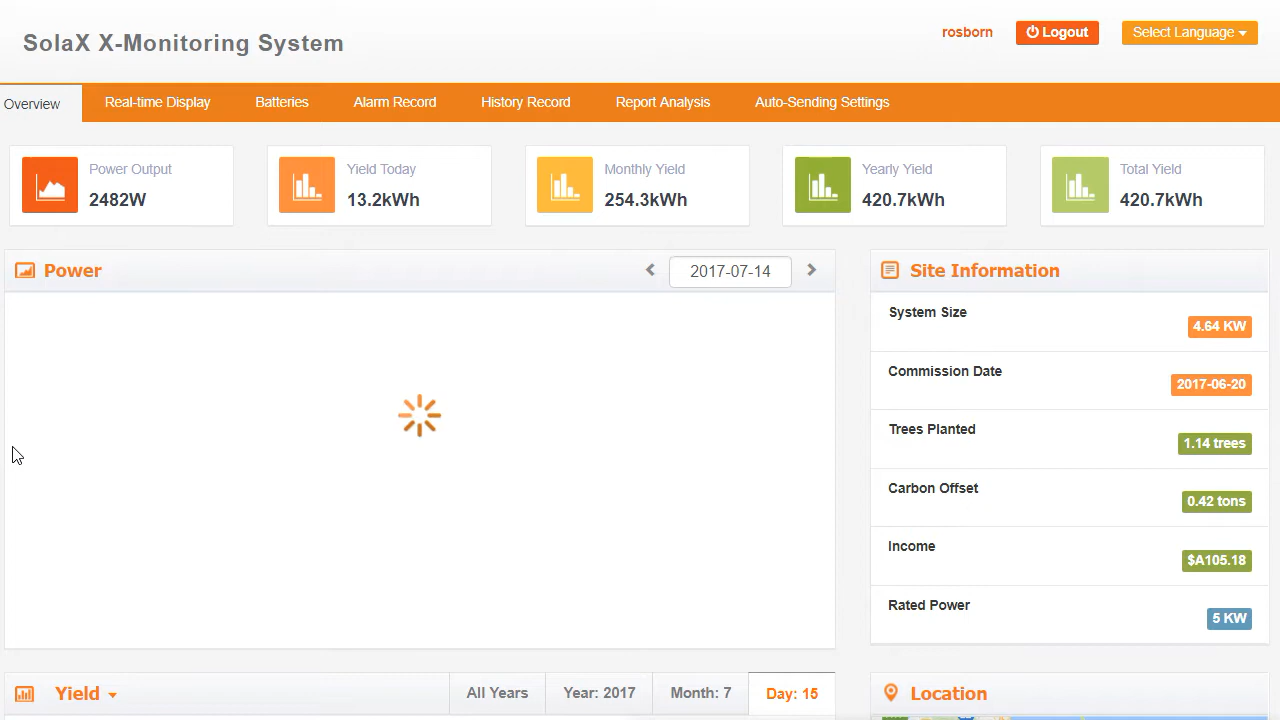 SolaX X-Monitoring System
rosborn
Logout
Select Language
Overview
Real-time Display
Batteries
Alarm Record
History Record
Report Analysis
Auto-Sending Settings
Power Output
2482W
Yield Today
13.2kWh
Monthly Yield
254.3kWh
Yearly Yield
420.7kWh
Total Yield
420.7kWh
Power
2017-07-14
Site Information
System Size
4.64 KW
Commission Date
2017-06-20
Trees Planted
1.14 trees
Carbon Offset
0.42 tons
Income
$A105.18
Rated Power
5 KW
Yield
All Years
Year: 2017
Month: 7
Day: 15
Location